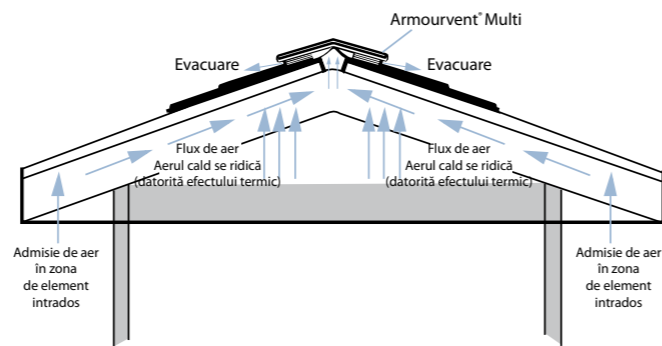 Armourvent® Multi
Evacuare
Evacuare
Flux de aer
Aerul cald se ridică
(datorită efectului termic)
Flux de aer
Aerul cald se ridică
(datorită efectului termic)
Admisie de aer
în zona
de element
intrados
Admisie de aer
în zona
de element
intrados